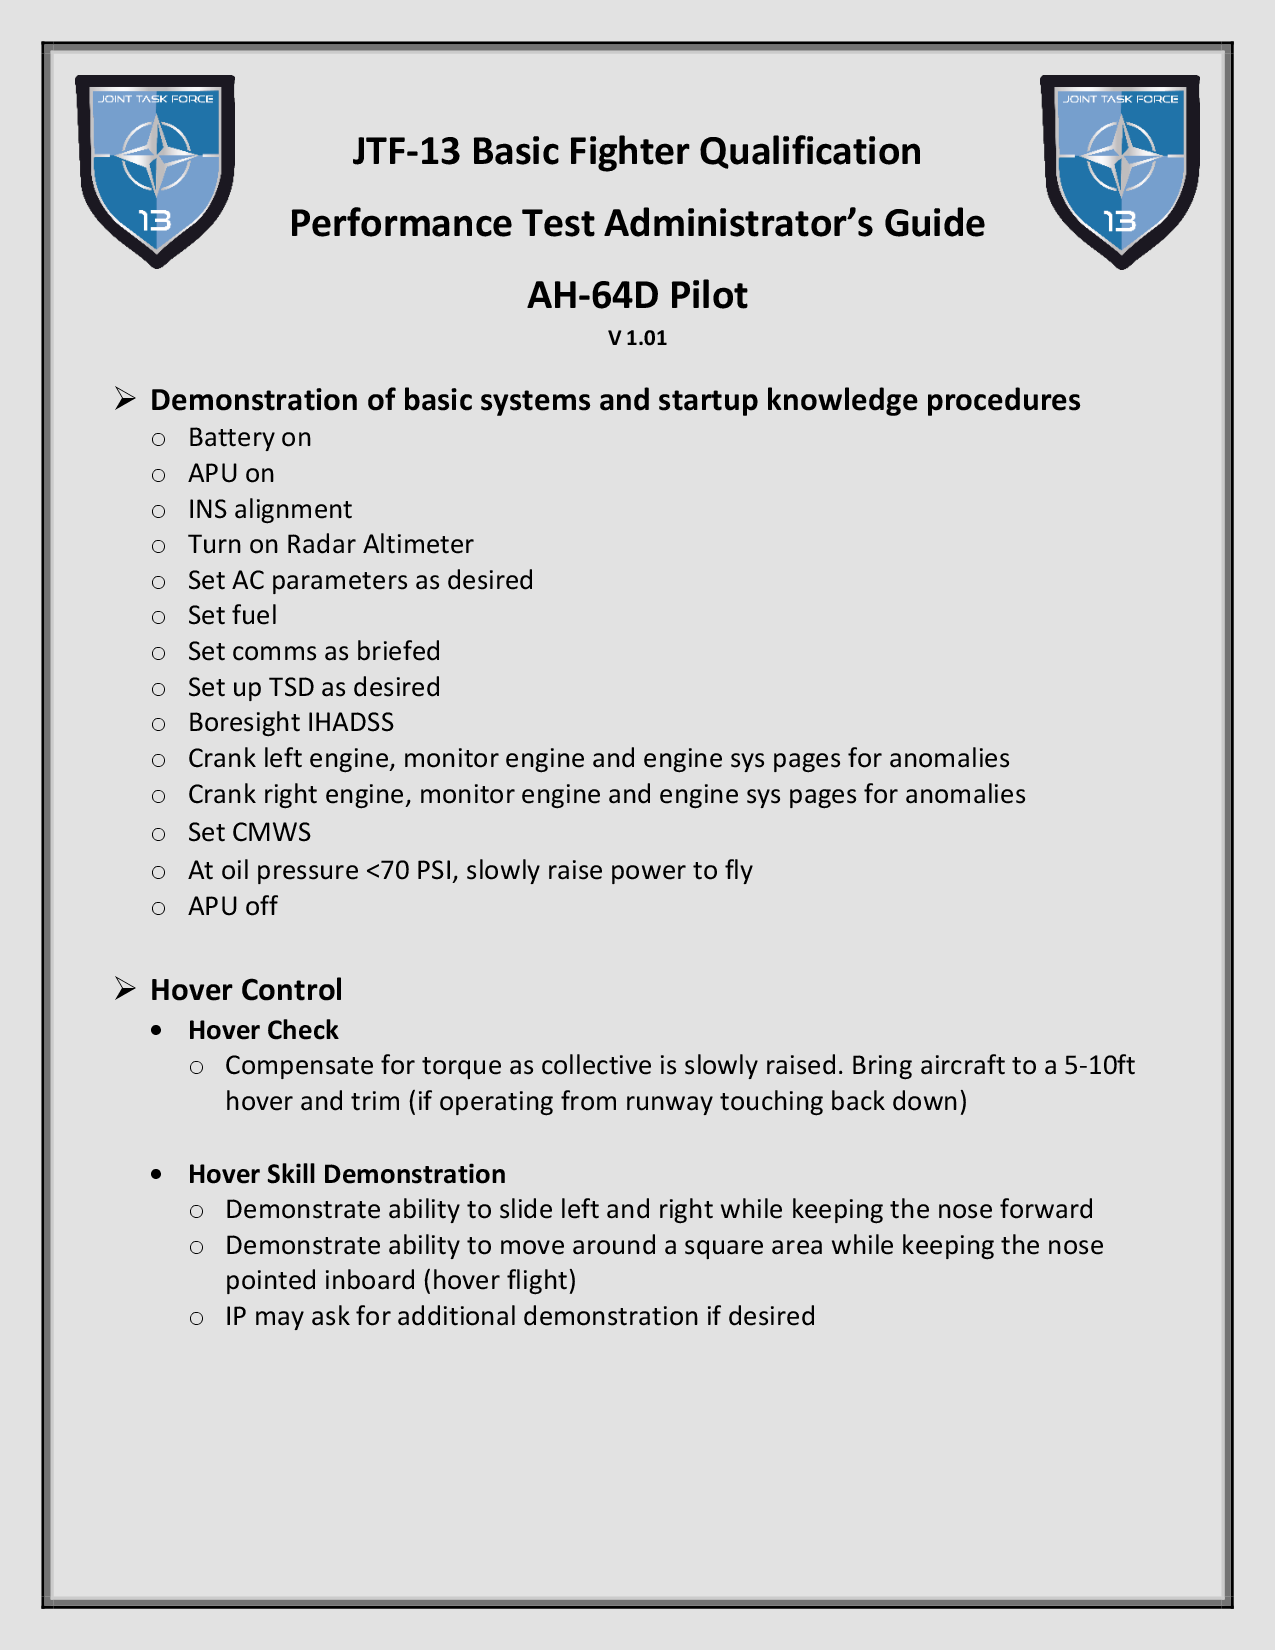 JOINT TASK FORCE
13
JOINT TASK FORCE
13
JTF-13 Basic Fighter Qualification
Performance Test Administrator’s Guide
AH-64D Pilot
V 1.01
➢ Demonstration of basic systems and startup knowledge procedures
o Battery on
o APU on
o INS alignment
o Turn on Radar Altimeter
o Set AC parameters as desired
o Set fuel
o Set comms as briefed
o Set up TSD as desired
o Boresight IHADSS
o Crank left engine, monitor engine and engine sys pages for anomalies
o Crank right engine, monitor engine and engine sys pages for anomalies
o Set CMWS
o At oil pressure <70 PSI, slowly raise power to fly
o APU off
➢ Hover Control
• Hover Check
o Compensate for torque as collective is slowly raised. Bring aircraft to a 5-10ft
hover and trim (if operating from runway touching back down)
• Hover Skill Demonstration
o Demonstrate ability to slide left and right while keeping the nose forward
o Demonstrate ability to move around a square area while keeping the nose
pointed inboard (hover flight)
o IP may ask for additional demonstration if desired